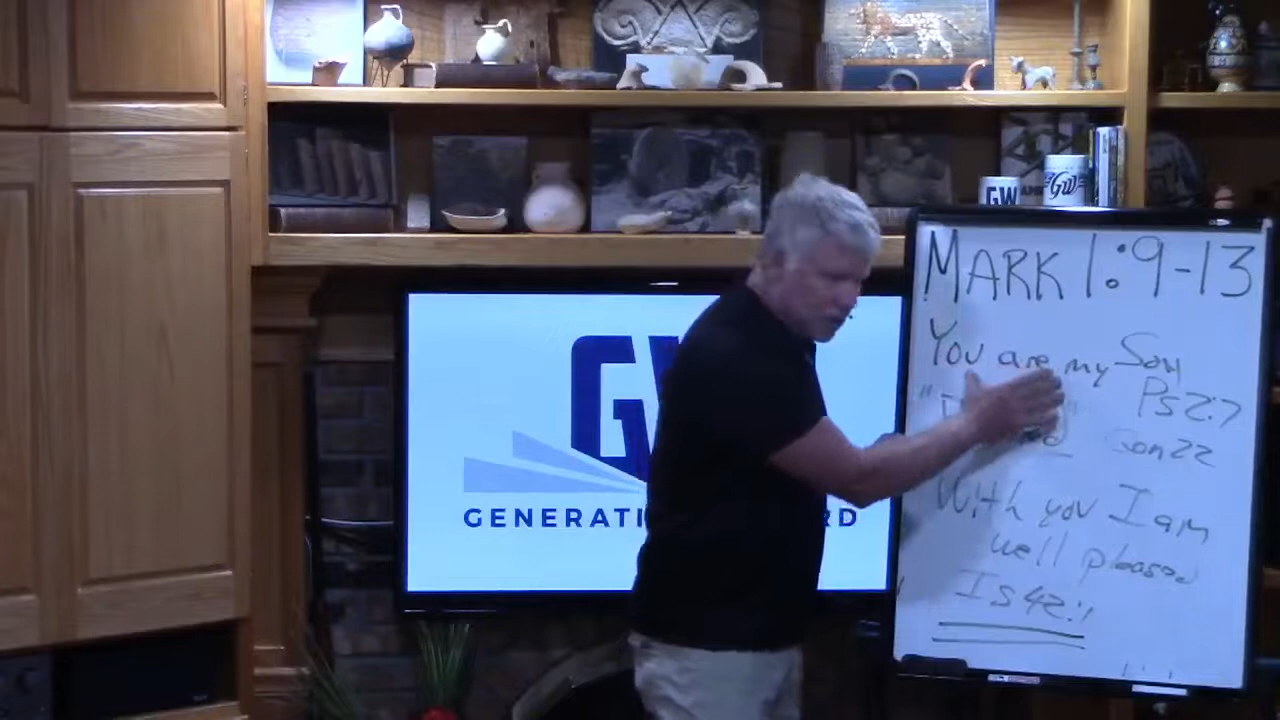 GW
GW
MARK 1:9-13
You are my Son
Ps 2:7
Gen 22
With you I am
well pleased
Is 42:1
GW
GENERATI RD